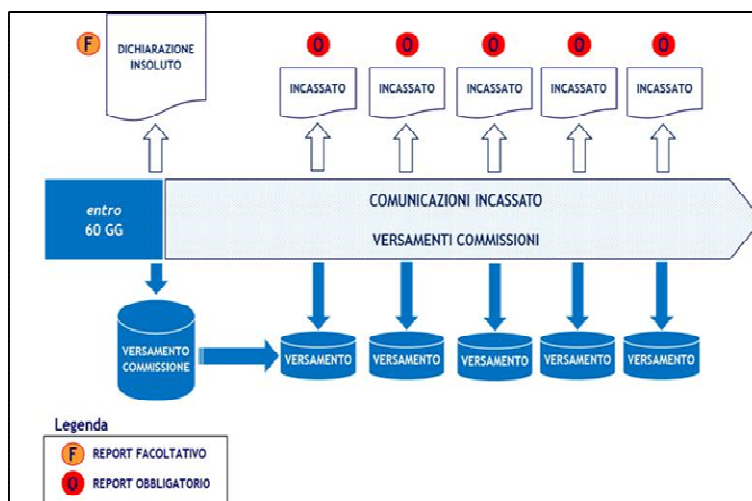 F
DICHIARAZIONE
INSOLUTO
O
O
O
O
O
INCASSATO
INCASSATO
INCASSATO
INCASSATO
INCASSATO
entro
60 GG
COMUNICAZIONI INCASSATO
VERSAMENTI COMMISSIONI
VERSAMENTO
COMMISSIONE
VERSAMENTO
VERSAMENTO
VERSAMENTO
VERSAMENTO
VERSAMENTO
Legenda
F REPORT FACOLTATIVO
O REPORT OBBLIGATORIO